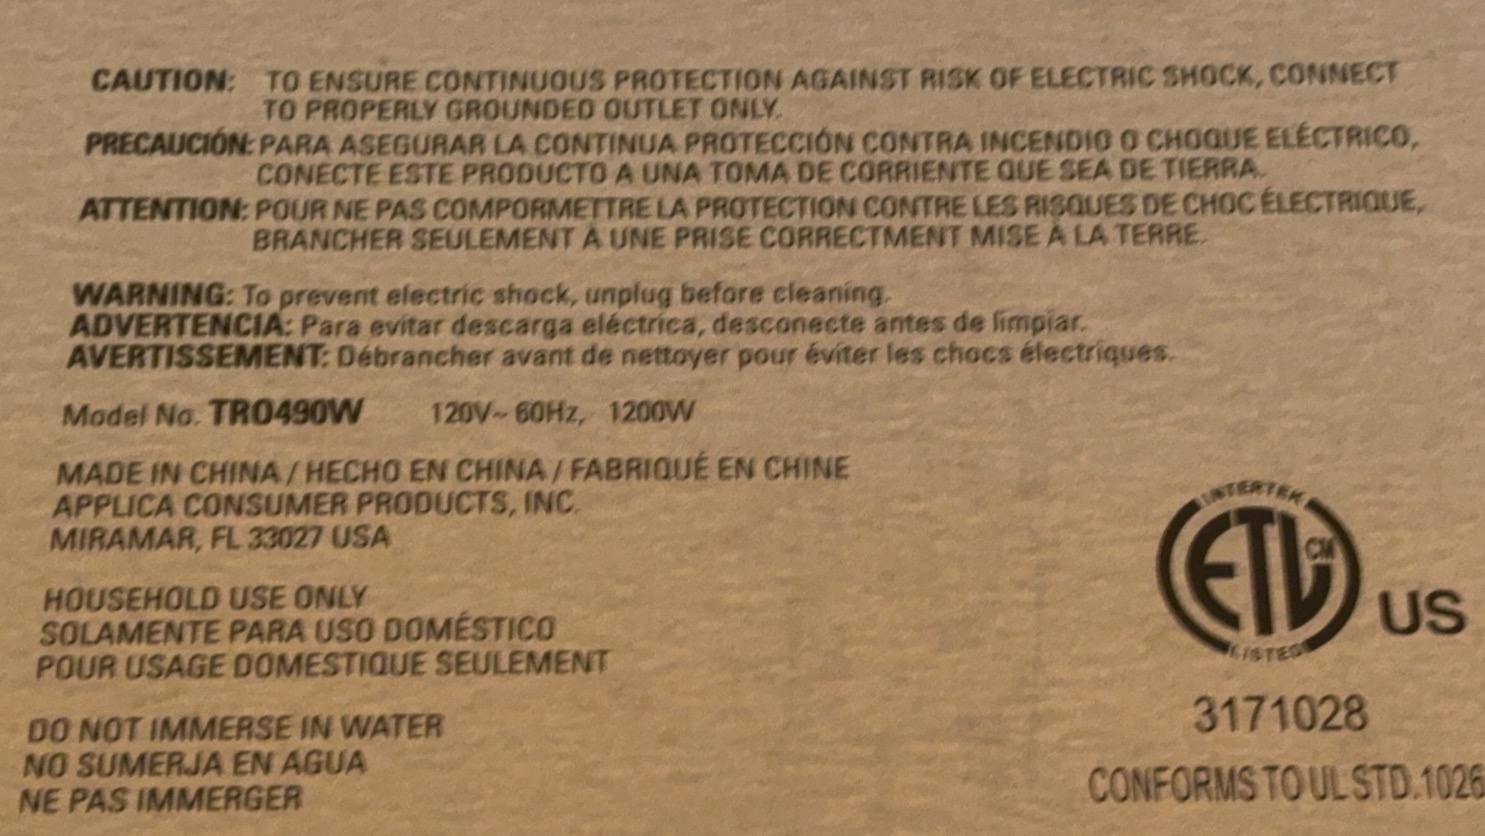 CAUTION: TO ENSURE CONTINUOUS PROTECTION AGAINST RISK OF ELECTRIC SHOCK, CONNECT
TO PROPERLY GROUNDED OUTLET ONLY.
PRECAUCIÓN: PARA ASEGURAR LA CONTINUA PROTECCIÓN CONTRA INCENDIO O CHOQUE ELÉCTRICO,
CONECTE ESTE PRODUCTO A UNA TOMA DE CORRIENTE QUE SEA DE TIERRA.
ATTENTION: POUR NE PAS COMPORMETTRE LA PROTECTION CONTRE LES RISQUES DE CHOC ÉLECTRIQUE,
BRANCHER SEULEMENT À UNE PRISE CORRECTMENT MISE À LA TERRE.
WARNING: To prevent electric shock, unplug before cleaning.
ADVERTENCIA: Para evitar descarga eléctrica, desconecte antes de limpiar.
AVERTISSEMENT: Débrancher avant de nettoyer pour éviter les chocs électriques.
Model No. TRO490W 120V~ 60Hz, 1200W
MADE IN CHINA / HECHO EN CHINA / FABRIQUÉ EN CHINE
APPLICA CONSUMER PRODUCTS, INC.
MIRAMAR, FL 33027 USA
HOUSEHOLD USE ONLY
SOLAMENTE PARA USO DOMÉSTICO
POUR USAGE DOMESTIQUE SEULEMENT
DO NOT IMMERSE IN WATER
NO SUMERJA EN AGUA
NE PAS IMMERGER
INTERTEK
ETL CM
US
LISTED
3171028
CONFORMS TO UL STD.1026